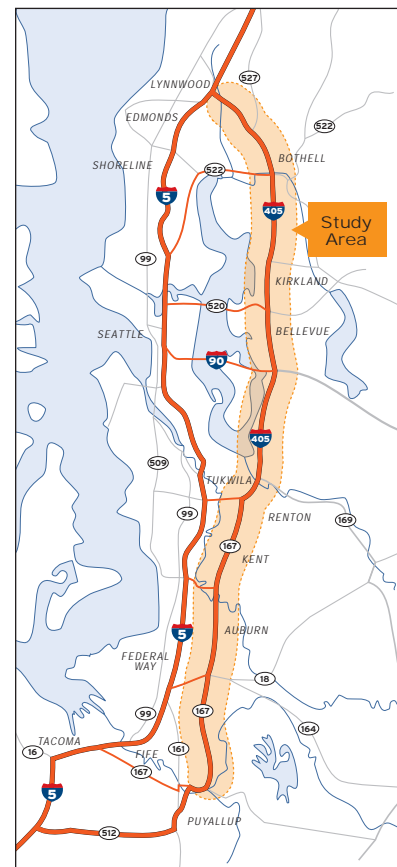 LYNNWOOD
527
EDMONDS
522
SHORELINE
522
BOTHELL
5
405
Study
Area
99
KIRKLAND
520
SEATTLE
BELLEVUE
90
405
509
TUKWILA
99
RENTON
169
167
KENT
5
AUBURN
FEDERAL
WAY
18
99
167
164
TACOMA
16
161
FIFE
167
5
PUYALLUP
512